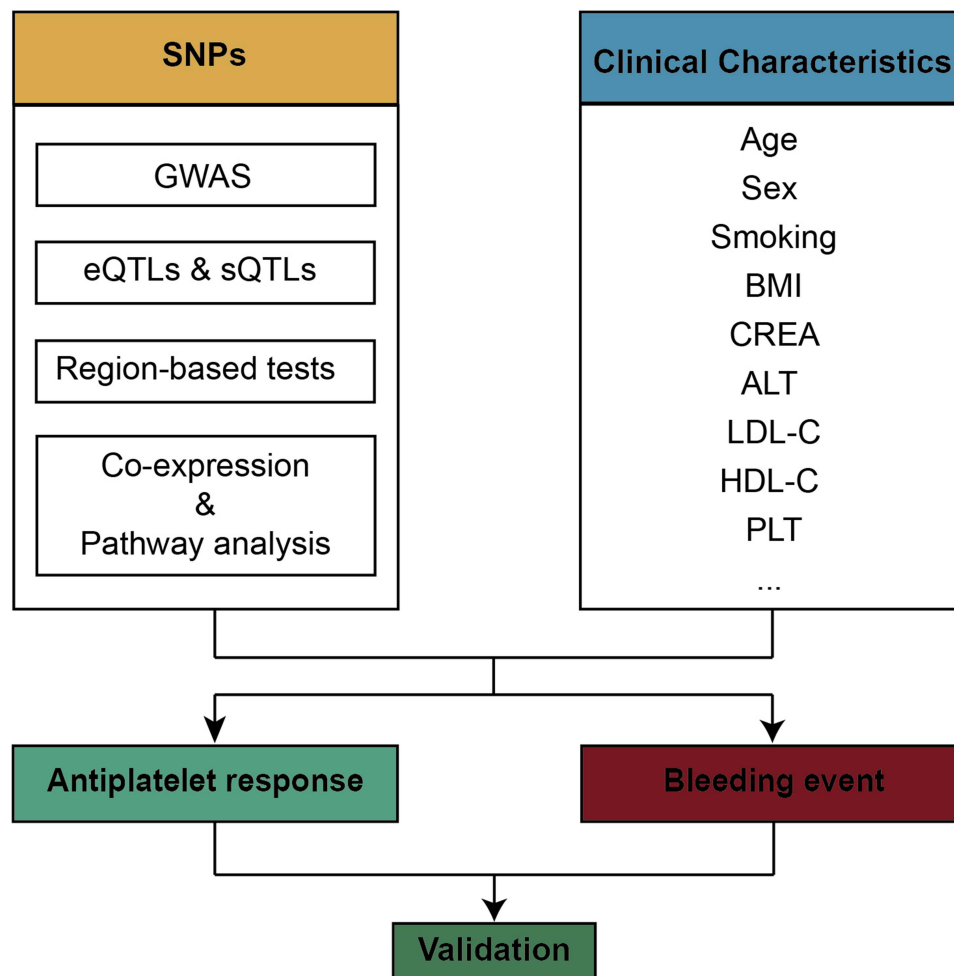 SNPs
GWAS
eQTLs & sQTLs
Region-based tests
Co-expression
&
Pathway analysis
Clinical Characteristics
Age
Sex
Smoking
BMI
CREA
ALT
LDL-C
HDL-C
PLT
...
Antiplatelet response
Bleeding event
Validation